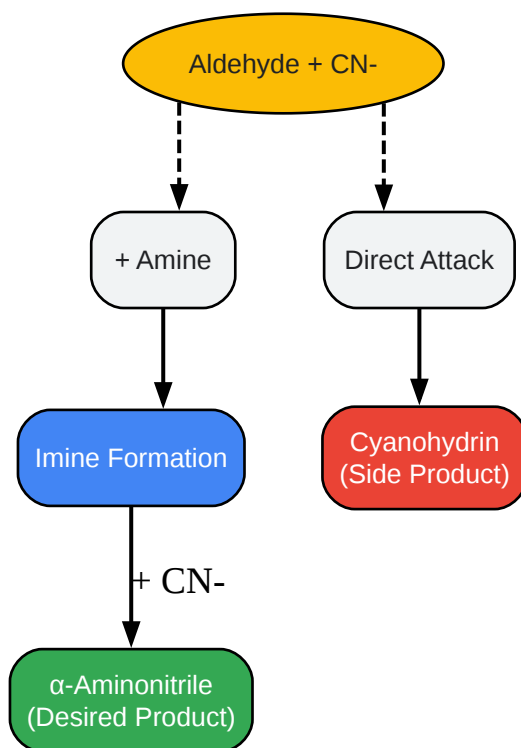 Aldehyde + CN-
+ Amine
Direct Attack
Imine Formation
Cyanohydrin
(Side Product)
+ CN-
α-Aminonitrile
(Desired Product)